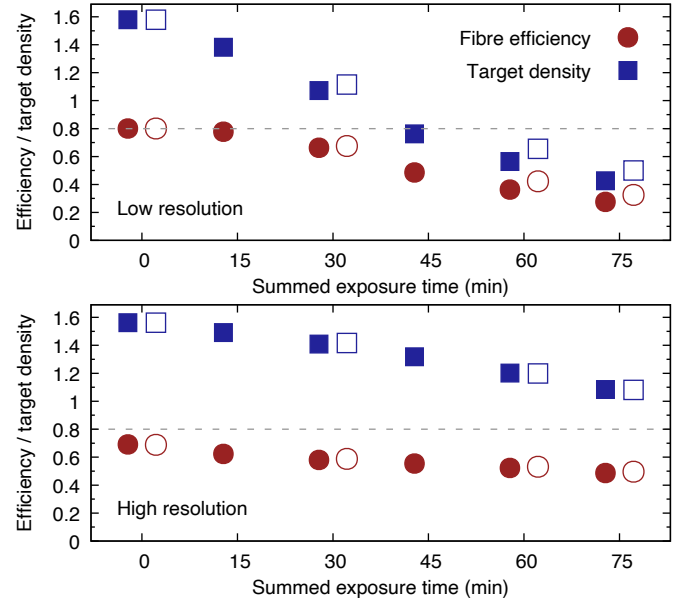 1.6
1.4
1.2
1
0.8
0.6
0.4
0.2
0
Efficiency / target density
Fibre efficiency
Target density
Low resolution
0 15 30 45 60 75
Summed exposure time (min)
1.6
1.4
1.2
1
0.8
0.6
0.4
0.2
0
Efficiency / target density
High resolution
0 15 30 45 60 75
Summed exposure time (min)